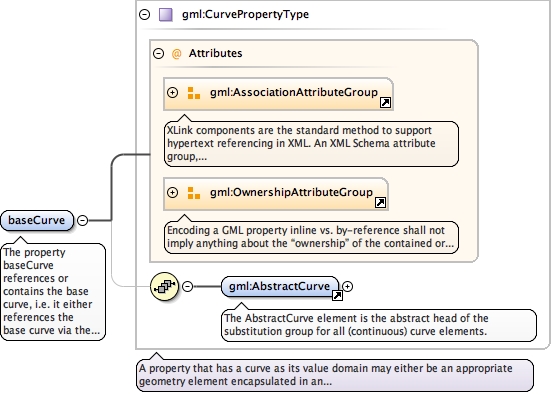 gml:CurvePropertyType
@ Attributes
gml:AssociationAttributeGroup
XLink components are the standard method to support
hypertext referencing in XML. An XML Schema attribute
group,...
gml:OwnershipAttributeGroup
Encoding a GML property inline vs. by-reference shall not
imply anything about the "ownership" of the contained or...
baseCurve
The property
baseCurve
references or
contains the base
curve, i.e. it either
references the
base curve via the...
gml:AbstractCurve
The AbstractCurve element is the abstract head of the
substitution group for all (continuous) curve elements.
A property that has a curve as its value domain may either be an appropriate
geometry element encapsulated in an...